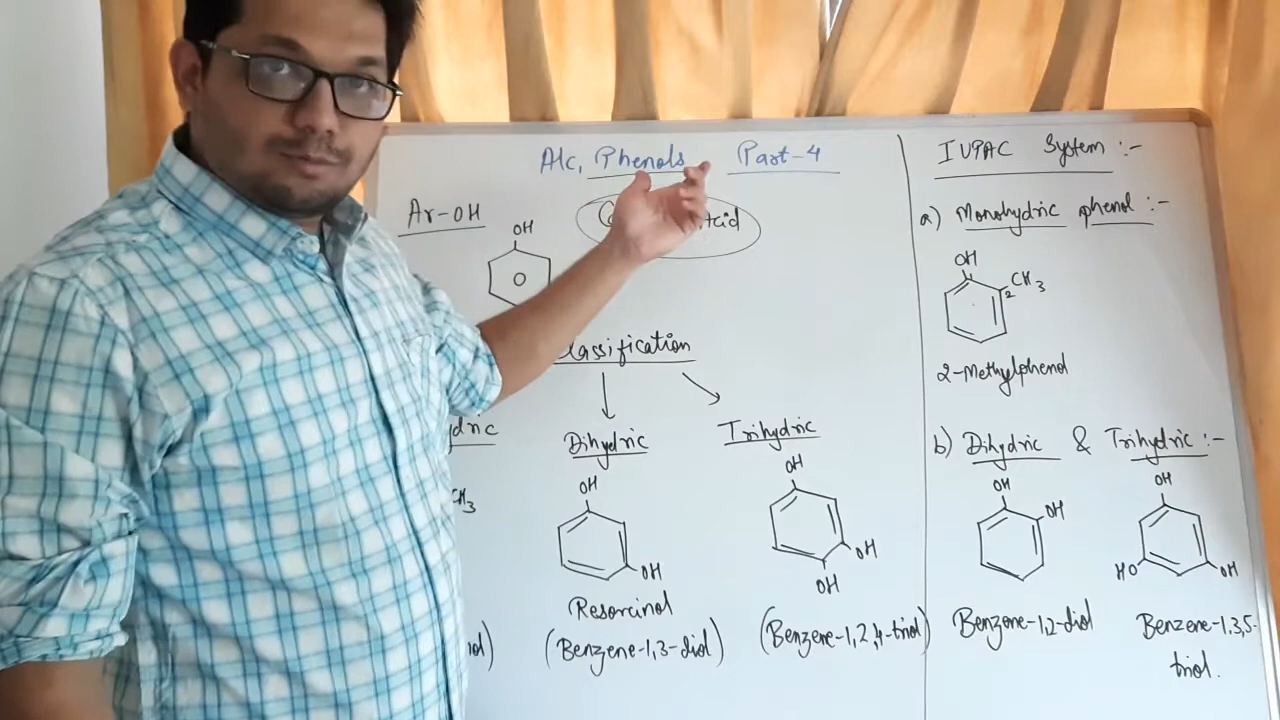 Alc, Phenols Part-4
Ar-OH
OH
Classification
Dihydric
Trihydric
CH3
OH
OH
OH
OH
OH
Resorcinol
(Benzene-1,3-diol)
(Benzene-1,2,4-triol)
IUPAC System :-
a) Monohydric phenol :-
OH
2
CH3
2-Methylphenol
b) Dihydric & Trihydric :-
OH
OH
OH
HO
OH
Benzene-1,2-diol
Benzene-1,3,5-
triol.